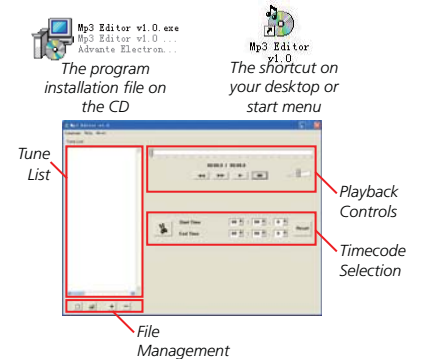 Mp3 Editor v1.0.exe
Mp3 Editor v1.0 ...
Advante Electron...
The program
installation file on
the CD
Mp3 Editor
v1.0
The shortcut on
your desktop or
start menu
Tune
List
Start Time
End Time
Reset
Playback
Controls
Timecode
Selection
File
Management